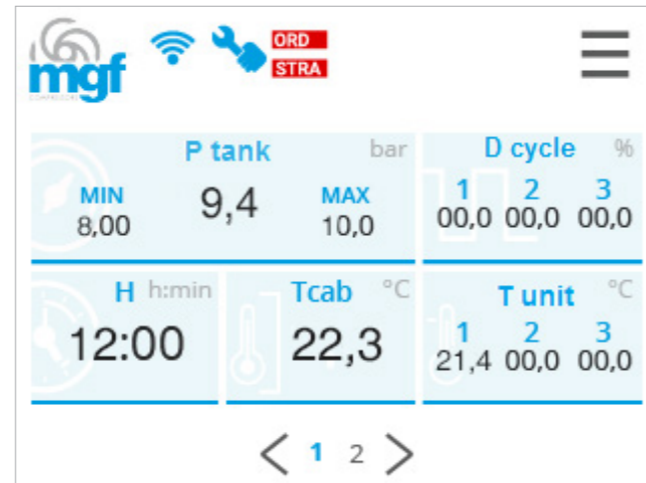 mgf
ORD
STRA
P tank bar
MIN 9,4 MAX
8,00 10,0
D cycle %
1 2 3
00,0 00,0 00,0
H h:min
12:00
Tcab °C
22,3
T unit °C
1 2 3
21,4 00,0 00,0
< 1 2 >